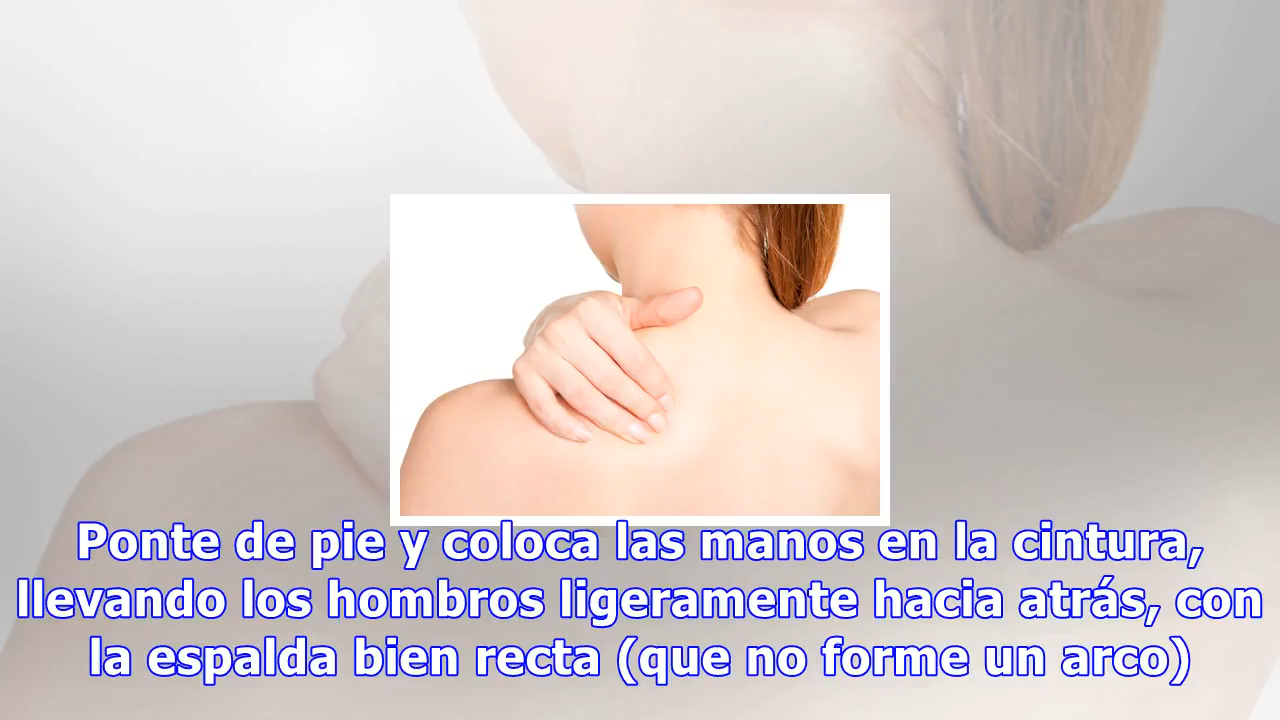 Ponte de pie y coloca las manos en la cintura,
llevando los hombros ligeramente hacia atrás, con
la espalda bien recta (que no forme un arco)